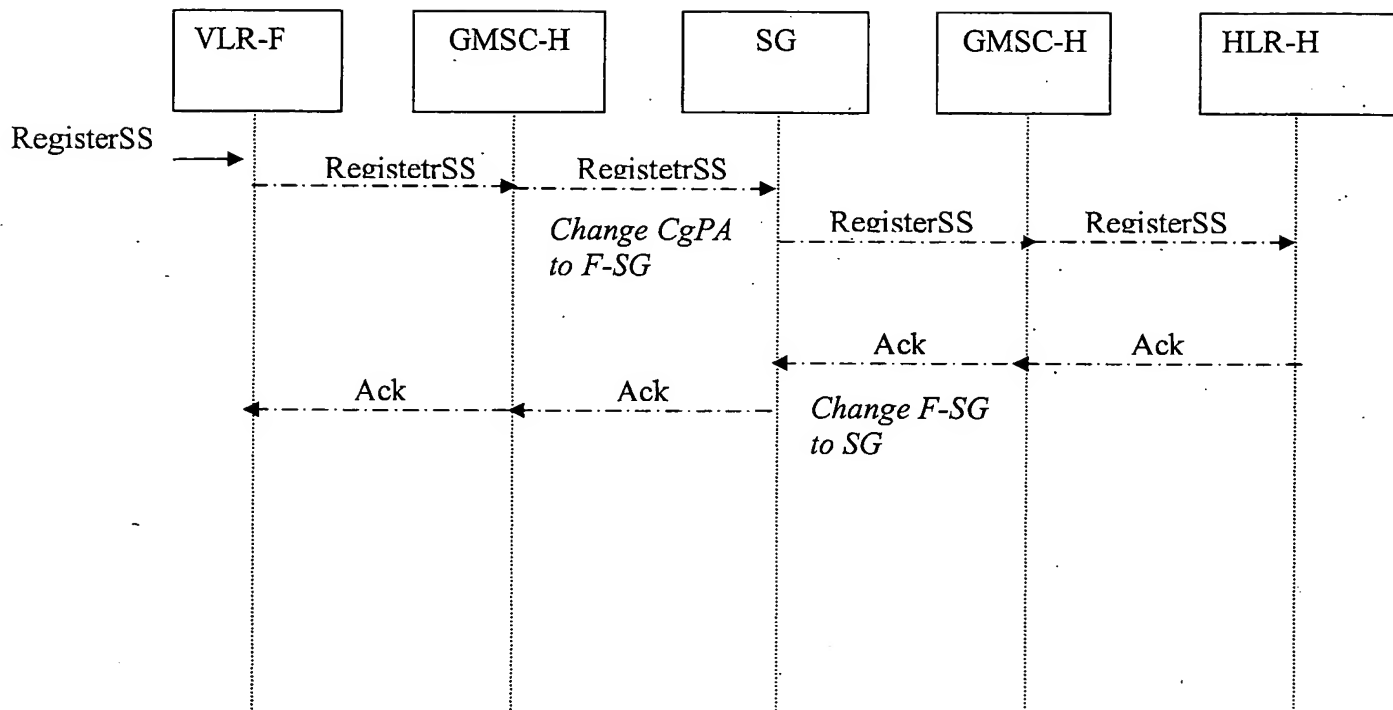 VLR-F
GMSC-H
SG
GMSC-H
HLR-H
RegisterSS
RegistetrSS
RegistetrSS
Change CgPA
to F-SG
RegisterSS
RegisterSS
Ack
Ack
Ack
Ack
Change F-SG
to SG